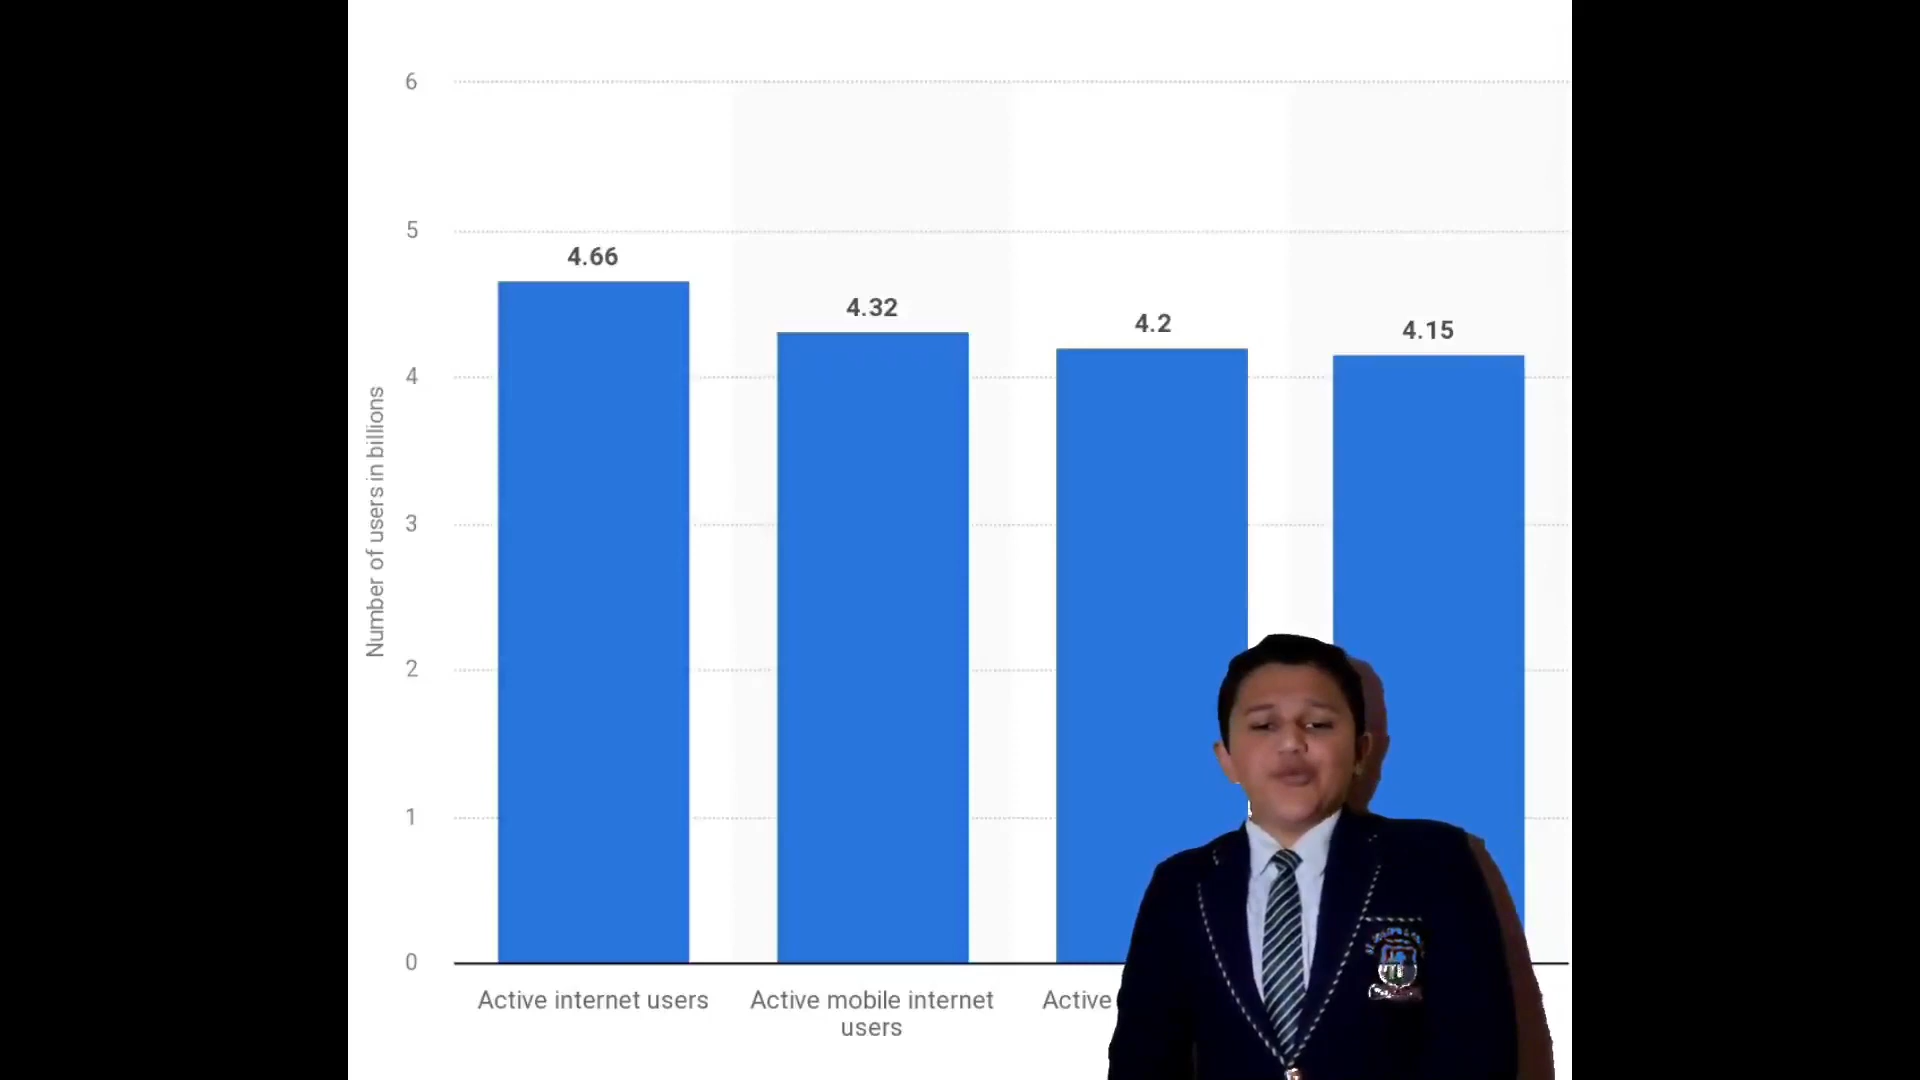 6
5
4
3
2
1
0
Number of users in billions
4.66
4.32
4.2
4.15
Active internet users
Active mobile internet
users
Active